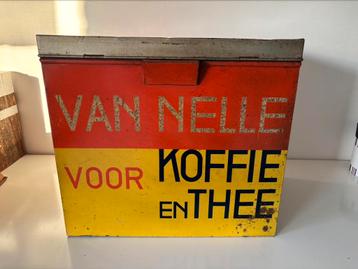 VAN NELLE
VOOR KOFFIE
EN THEE